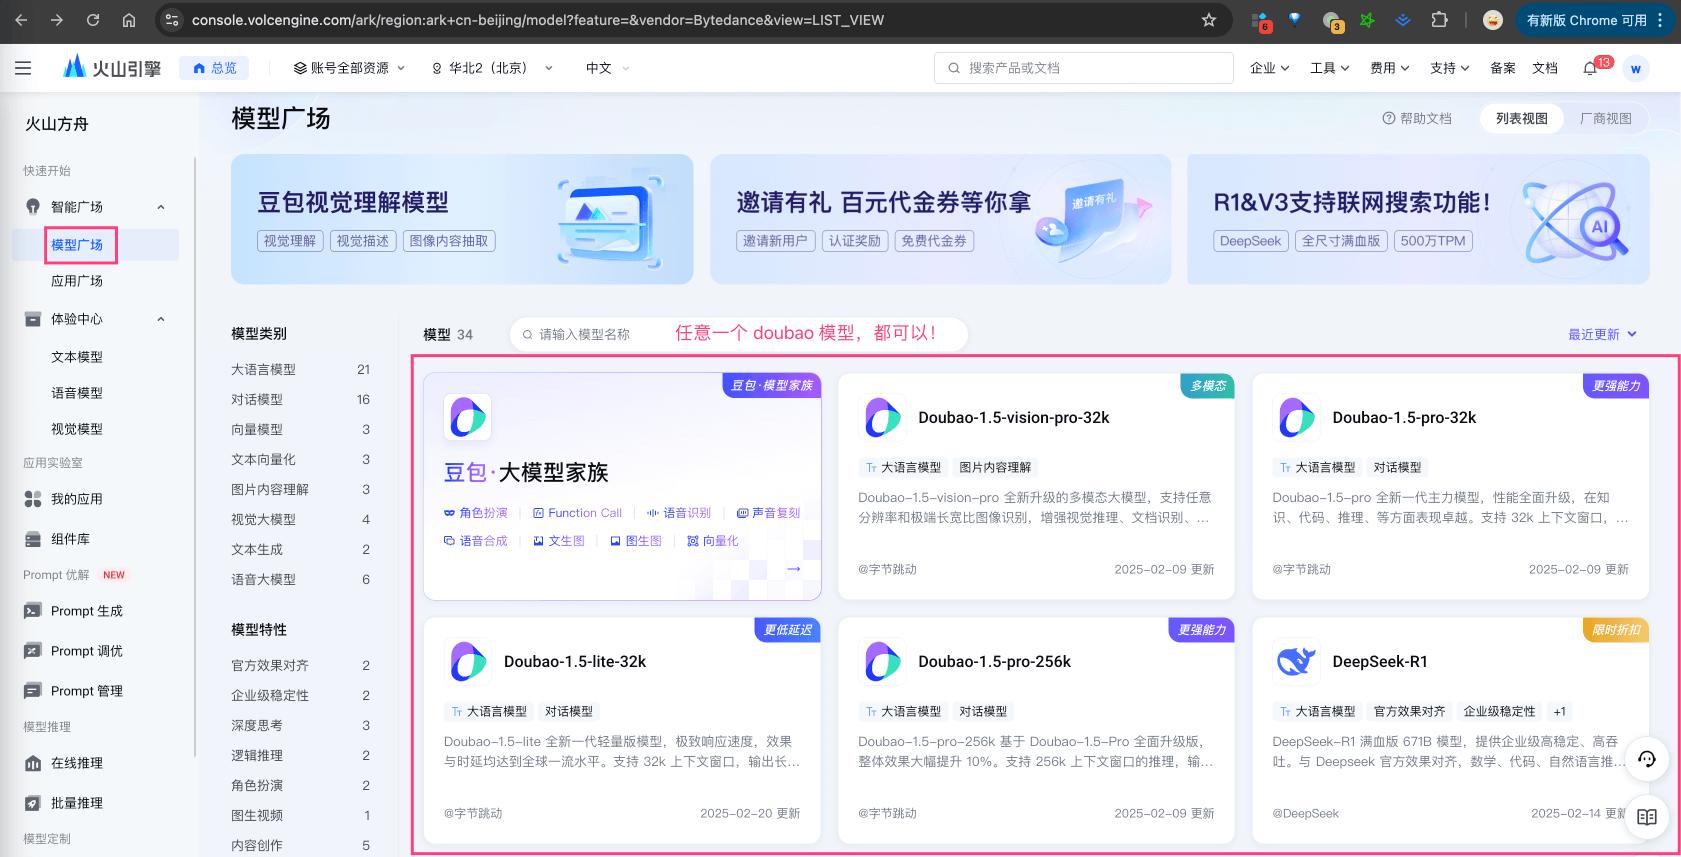 console.volcengine.com/ark/region:ark+cn-beijing/model?feature=&vendor=Bytedance&view=LIST_VIEW
6
3
有新版 Chrome 可用
火山引擎
总览
账号全部资源
华北2（北京）
中文
搜索产品或文档
企业
工具
费用
支持
备案
文档
13
w
火山方舟
快速开始
智能广场
模型广场
应用广场
体验中心
文本模型
语音模型
视觉模型
应用实验室
我的应用
组件库
Prompt 优解 NEW
Prompt 生成
Prompt 调优
Prompt 管理
模型推理
在线推理
批量推理
模型定制
模型广场
帮助文档
列表视图
厂商视图
豆包视觉理解模型
视觉理解 视觉描述 图像内容抽取
邀请有礼 百元代金券等你拿
邀请新用户 认证奖励 免费代金券
邀请有礼
R1&V3支持联网搜索功能！
DeepSeek 全尺寸满血版 500万TPM
AI
模型类别
大语言模型 21
对话模型 16
向量模型 3
文本向量化 3
图片内容理解 3
视觉大模型 4
文本生成 2
语音大模型 6
模型特性
官方效果对齐 2
企业级稳定性 2
深度思考 3
逻辑推理 2
角色扮演 2
图生视频 1
内容创作 5
模型 34
请输入模型名称
任意一个 doubao 模型，都可以！
最近更新
豆包·模型家族
豆包·大模型家族
角色扮演 Function Call 语音识别 声音复刻
语音合成 文生图 图生图 向量化
→
多模态
Doubao-1.5-vision-pro-32k
Tт 大语言模型 图片内容理解
Doubao-1.5-vision-pro 全新升级的多模态大模型，支持任意
分辨率和极端长宽比图像识别，增强视觉推理、文档识别、...
@字节跳动 2025-02-09 更新
更强能力
Doubao-1.5-pro-32k
Tт 大语言模型 对话模型
Doubao-1.5-pro 全新一代主力模型，性能全面升级，在知
识、代码、推理、等方面表现卓越。支持 32k 上下文窗口，...
@字节跳动 2025-02-09 更新
更低延迟
Doubao-1.5-lite-32k
Tт 大语言模型 对话模型
Doubao-1.5-lite 全新一代轻量版模型，极致响应速度，效果
与时延均达到全球一流水平。支持 32k 上下文窗口，输出长...
@字节跳动 2025-02-20 更新
更强能力
Doubao-1.5-pro-256k
Tт 大语言模型 对话模型
Doubao-1.5-pro-256k 基于 Doubao-1.5-Pro 全面升级版，
整体效果大幅提升 10%。支持 256k 上下文窗口的推理，输...
@字节跳动 2025-02-09 更新
限时折扣
DeepSeek-R1
Tт 大语言模型 官方效果对齐 企业级稳定性 +1
DeepSeek-R1 满血版 671B 模型，提供企业级高稳定、高吞
吐。与 Deepseek 官方效果对齐，数学、代码、自然语言推...
@DeepSeek 2025-02-14 更新